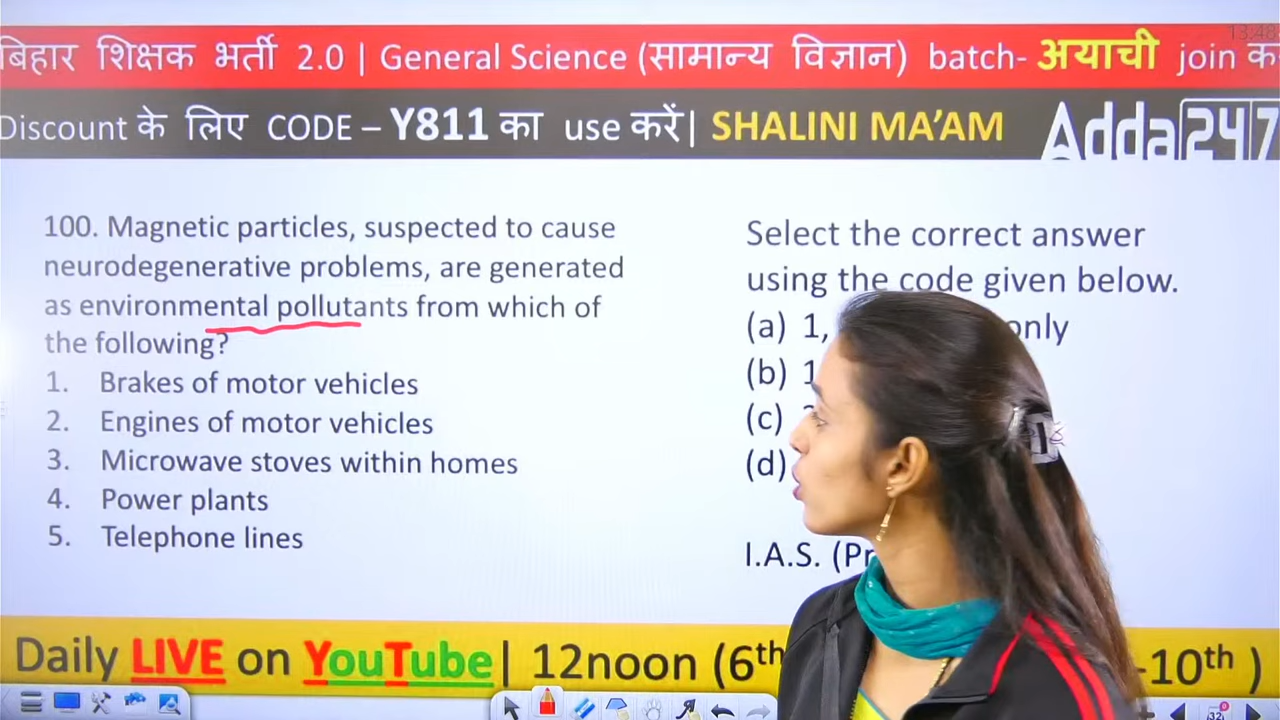 13:48
बिहार शिक्षक भर्ती 2.0 | General Science (सामान्य विज्ञान) batch- अयाची join
Discount के लिए CODE – Y811 का use करें| SHALINI MA’AM Adda247
100. Magnetic particles, suspected to cause
neurodegenerative problems, are generated
as environmental pollutants from which of
the following?
1. Brakes of motor vehicles
2. Engines of motor vehicles
3. Microwave stoves within homes
4. Power plants
5. Telephone lines
Select the correct answer
using the code given below.
(a) 1, only
(b) 1
(c)
(d)
I.A.S. (Pr
Daily LIVE on YouTube| 12noon (6th -10th )